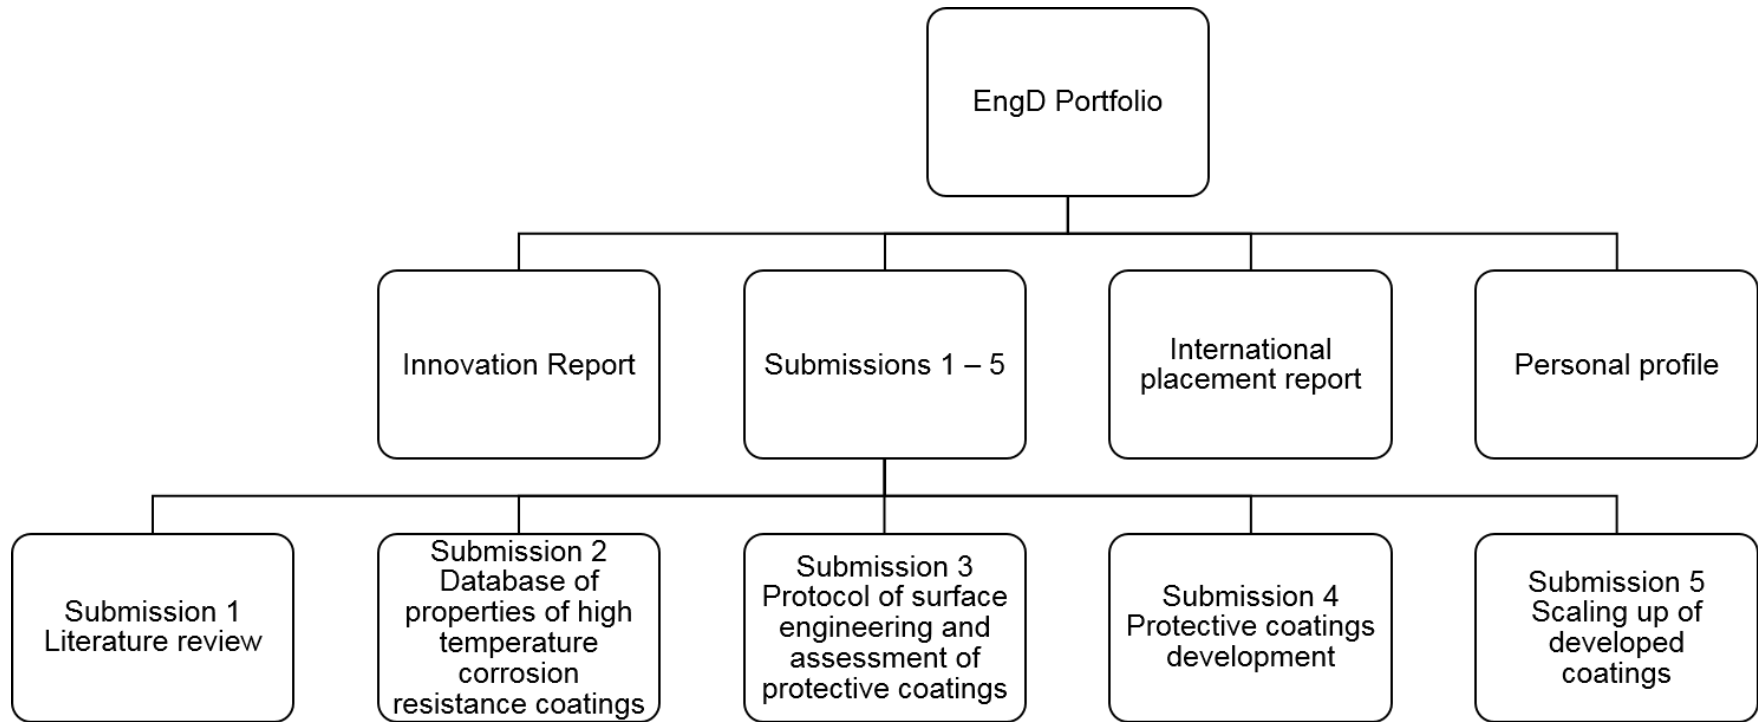 EngD Portfolio
Innovation Report
Submissions 1 – 5
International
placement report
Personal profile
Submission 1
Literature review
Submission 2
Database of
properties of high
temperature
corrosion
resistance coatings
Submission 3
Protocol of surface
engineering and
assessment of
protective coatings
Submission 4
Protective coatings
development
Submission 5
Scaling up of
developed
coatings